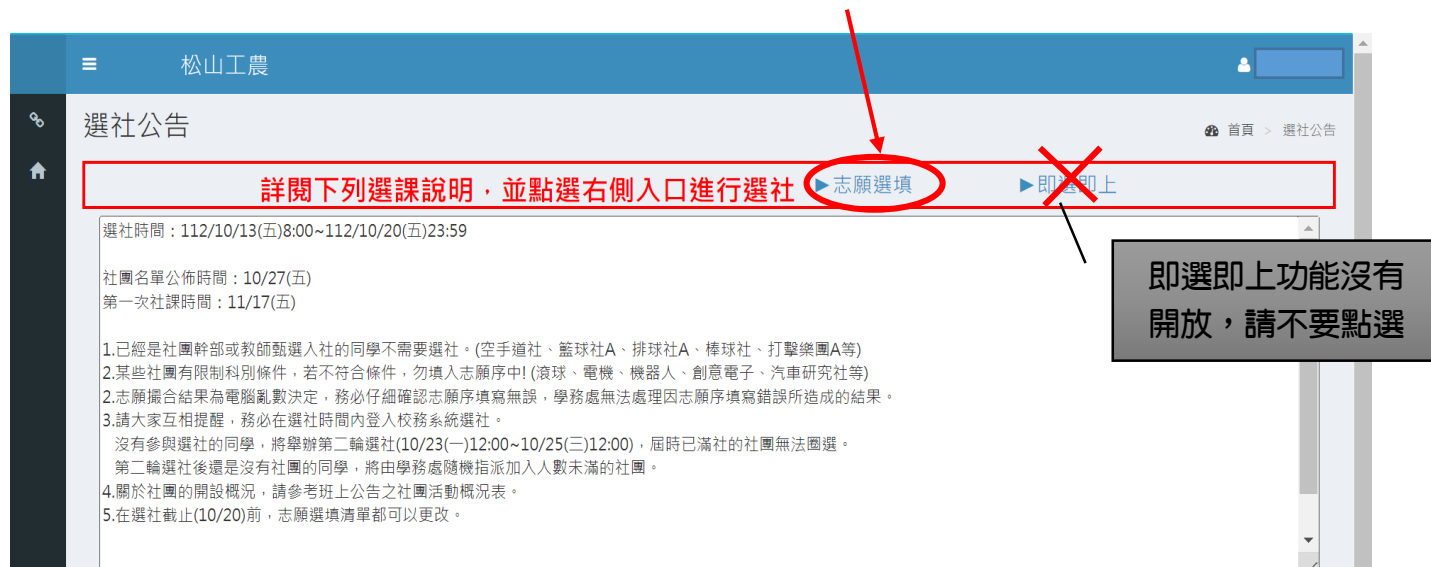 松山工農
選社公告
首頁 > 選社公告
詳閱下列選課說明，並點選右側入口進行選社 ▶志願選填 ▶即選即上
選社時間：112/10/13(五)8:00~112/10/20(五)23:59
社團名單公佈時間：10/27(五)
第一次社課時間：11/17(五)
即選即上功能沒有
開放，請不要點選
1.已經是社團幹部或教師甄選入社的同學不需要選社。(空手道社、籃球社A、排球社A、棒球社、打擊樂團A等)
2.某些社團有限制科別條件，若不符合條件，勿填入志願序中! (滾球、電機、機器人、創意電子、汽車研究社等)
2.志願撮合結果為電腦亂數決定，務必仔細確認志願序填寫無誤，學務處無法處理因志願序填寫錯誤所造成的結果。
3.請大家互相提醒，務必在選社時間內登入校務系統選社。
沒有參與選社的同學，將舉辦第二輪選社(10/23(一)12:00~10/25(三)12:00)，屆時已滿社的社團無法圈選。
第二輪選社後還是沒有社團的同學，將由學務處隨機指派加入人數未滿的社團。
4.關於社團的開設概況，請參考班上公告之社團活動概況表。
5.在選社截止(10/20)前，志願選填清單都可以更改。